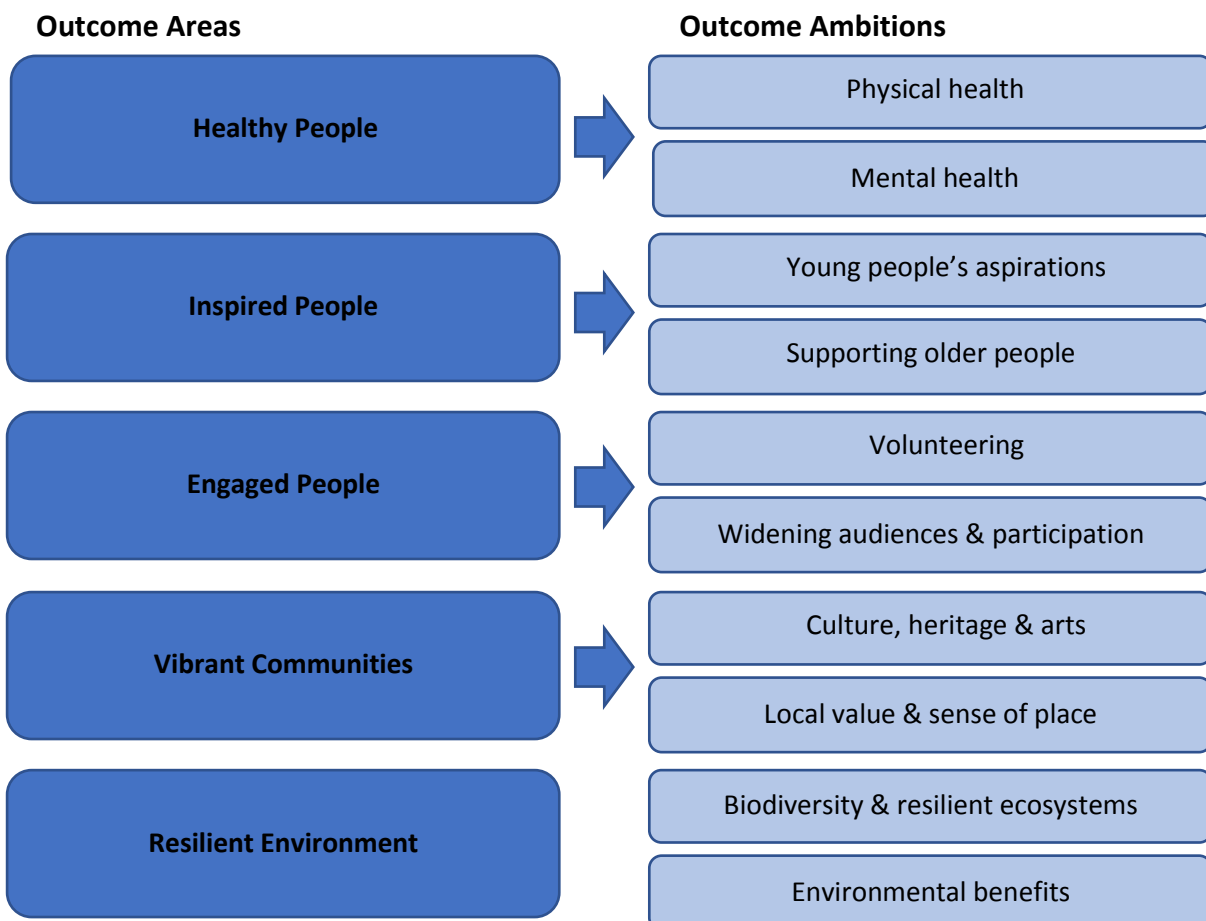 Outcome Areas
Outcome Ambitions
Healthy People
Physical health
Mental health
Inspired People
Young people’s aspirations
Supporting older people
Engaged People
Volunteering
Widening audiences & participation
Vibrant Communities
Culture, heritage & arts
Local value & sense of place
Resilient Environment
Biodiversity & resilient ecosystems
Environmental benefits